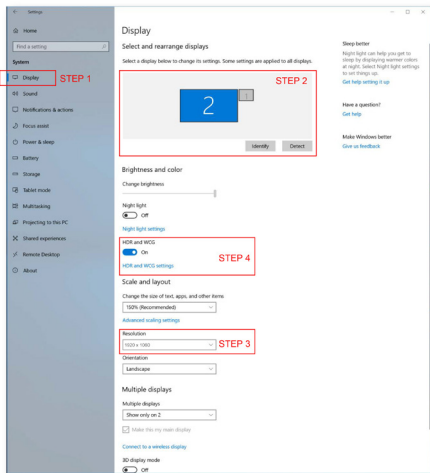 Settings
Home
Find a setting
System
Display
STEP 1
Sound
Notifications & actions
Focus assist
Power & sleep
Battery
Storage
Tablet mode
Multitasking
Projecting to this PC
Shared experiences
Remote Desktop
About
Display
Select and rearrange displays
Select a display below to change its settings. Some settings are applied to all displays.
STEP 2
2
1
Identify
Detect
Brightness and color
Change brightness
Night light
Off
Night light settings
HDR and WCG
On
STEP 4
HDR and WCG settings
Scale and layout
Change the size of text, apps, and other items
150% (Recommended)
Advanced scaling settings
Resolution
1920 x 1080
STEP 3
Orientation
Landscape
Multiple displays
Multiple displays
Show only on 2
Make this my main display
Connect to a wireless display
3D display mode
Off
Sleep better
Night light can help you get to
sleep by displaying warmer colors
at night. Select Night light settings
to set things up.
Get help setting it up
Have a question?
Get help
Make Windows better
Give us feedback